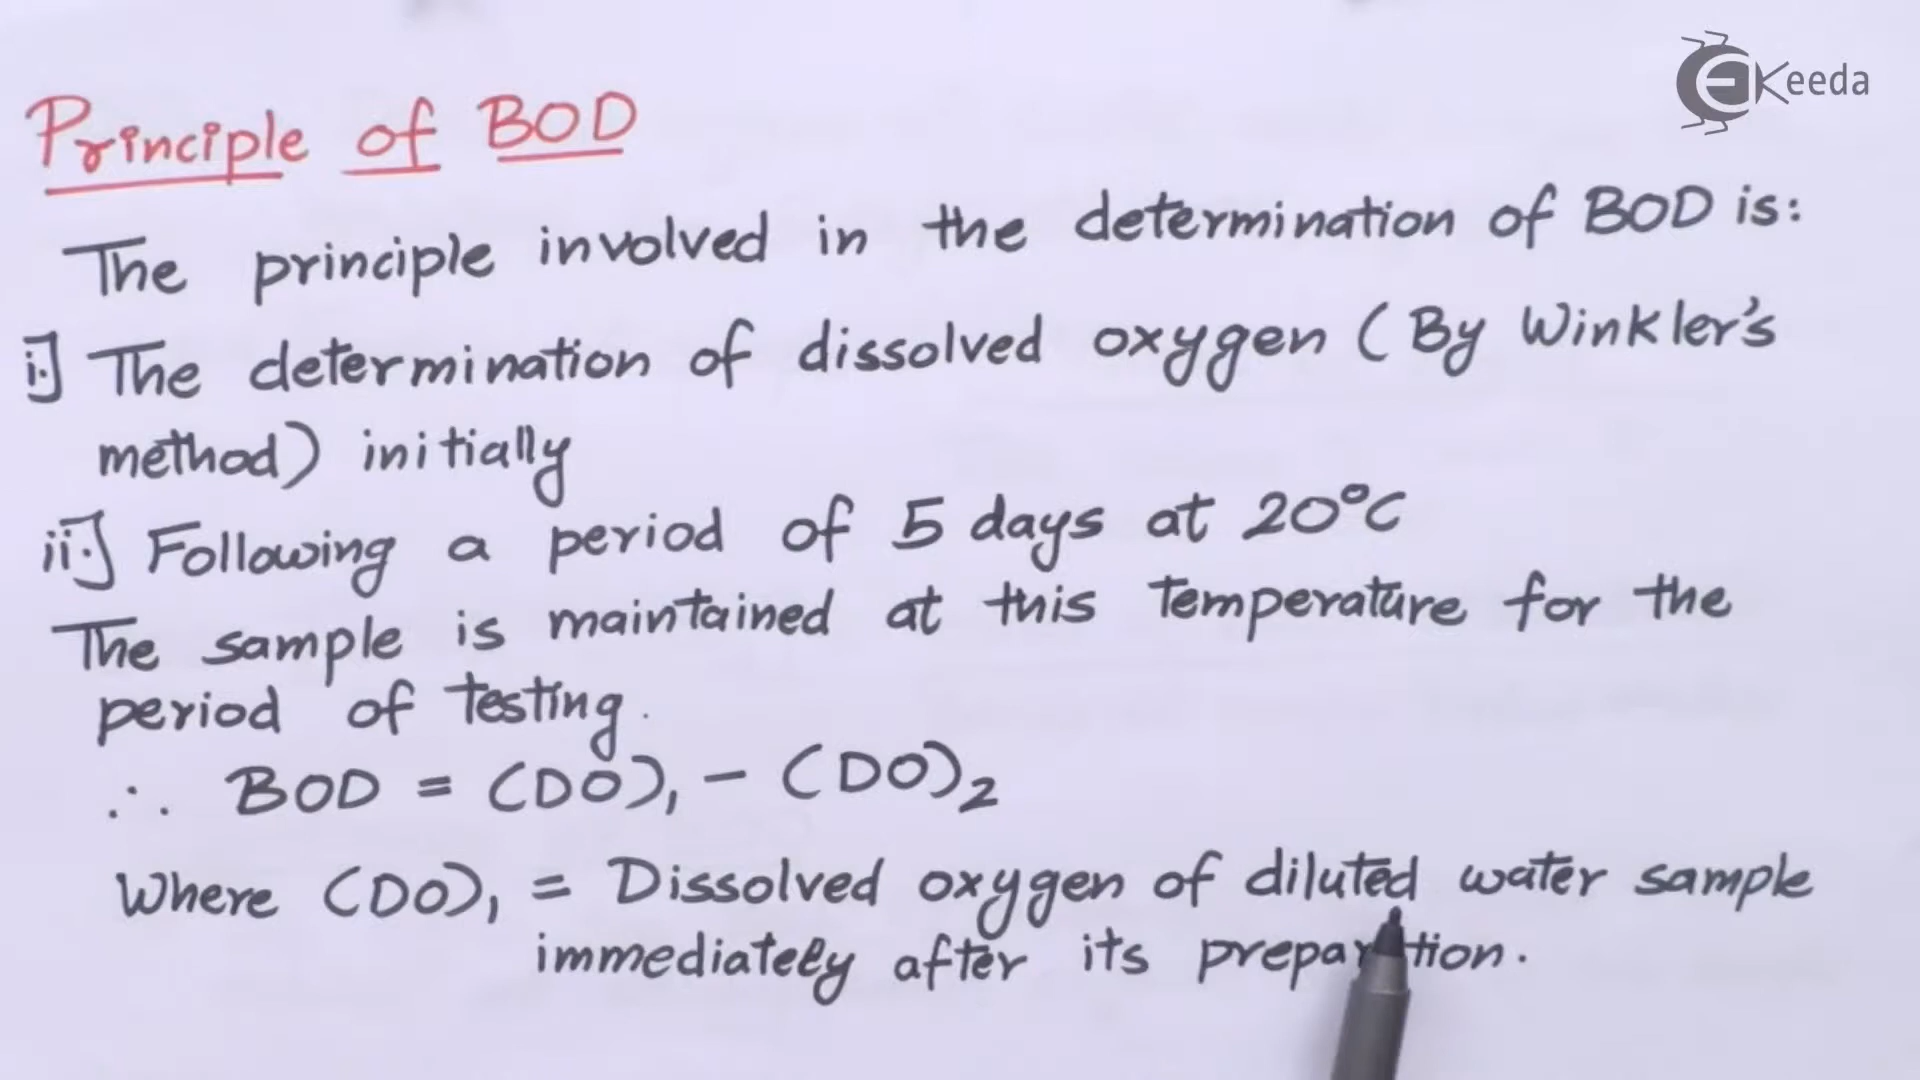 EKeeda
Principle of BOD
The principle involved in the determination of BOD is:
i.] The determination of dissolved oxygen (By Winkler's
method) initially
ii.] Following a period of 5 days at 20°C
The sample is maintained at this temperature for the
period of testing.
∴ BOD = (DO)₁ - (DO)₂
Where (DO)₁ = Dissolved oxygen of diluted water sample
immediately after its preparation.